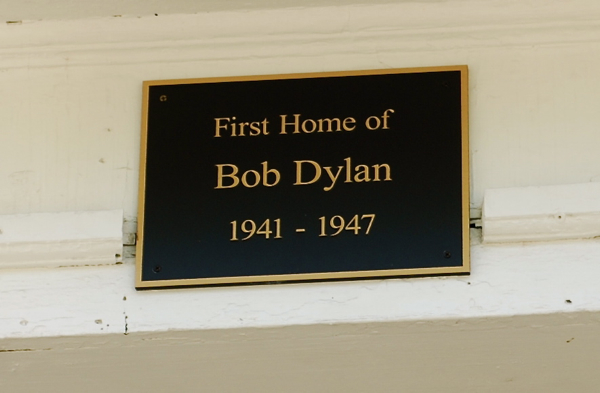 First Home of
Bob Dylan
1941 - 1947